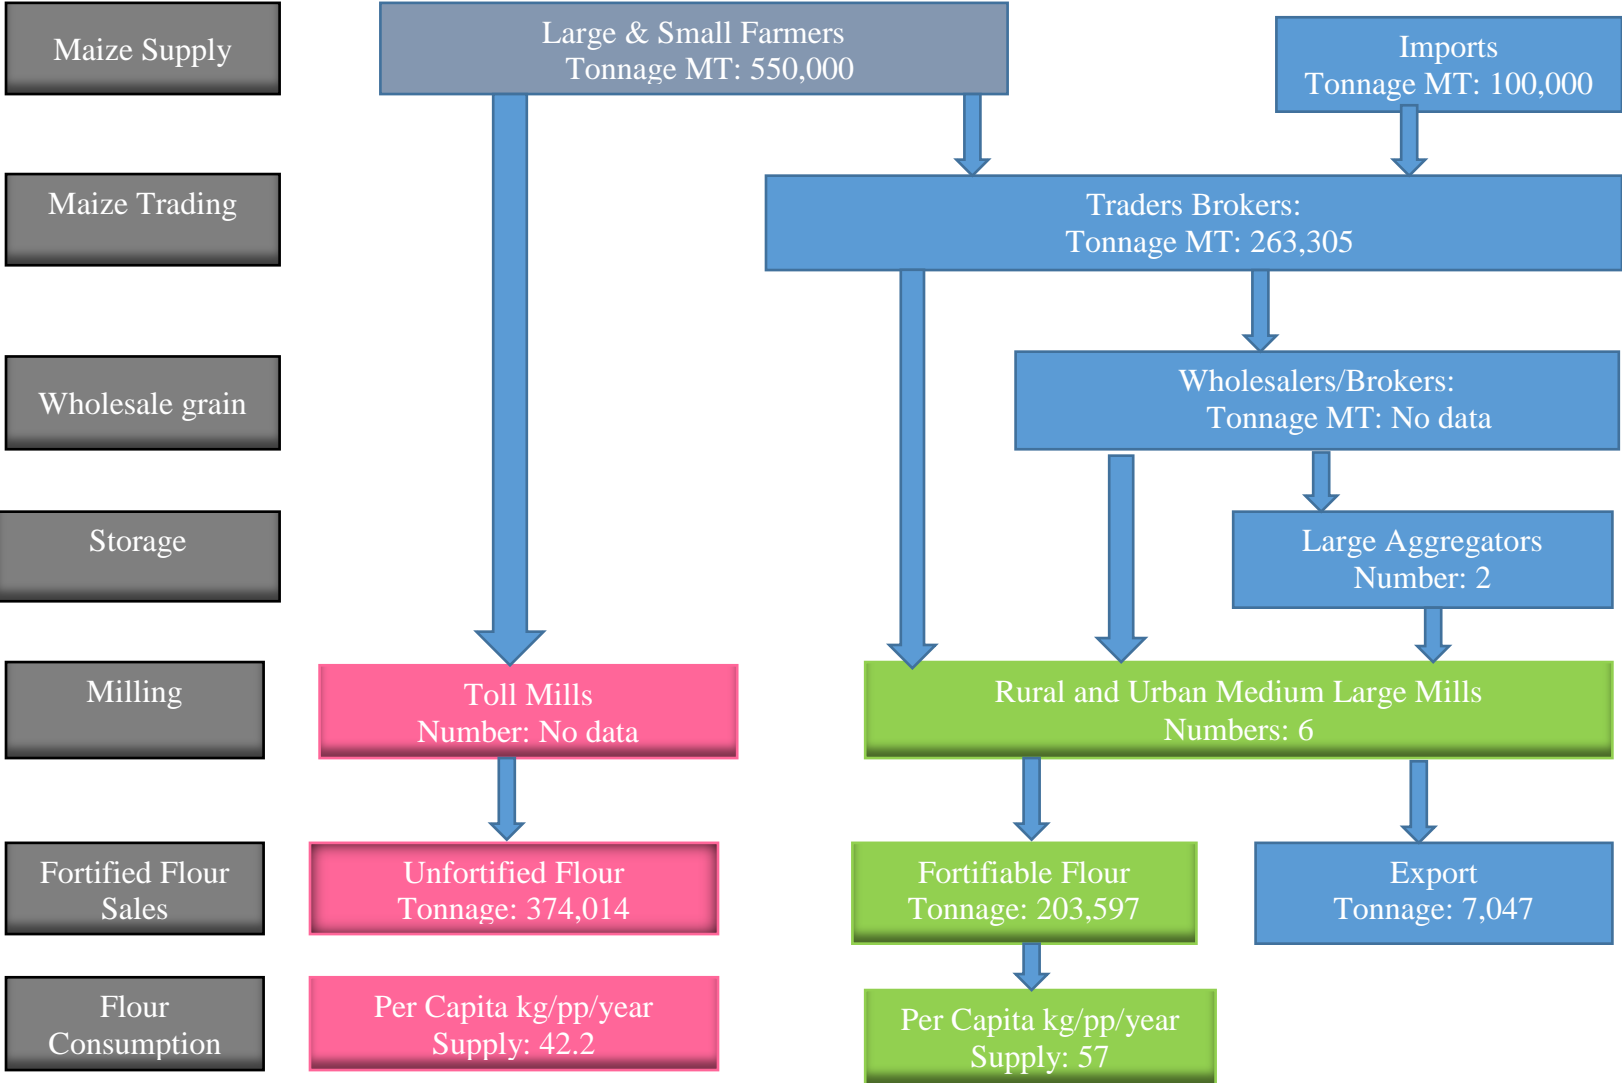 Maize Supply
Large & Small Farmers
Tonnage MT: 550,000
Imports
Tonnage MT: 100,000
Maize Trading
Traders Brokers:
Tonnage MT: 263,305
Wholesale grain
Wholesalers/Brokers:
Tonnage MT: No data
Storage
Large Aggregators
Number: 2
Milling
Toll Mills
Number: No data
Rural and Urban Medium Large Mills
Numbers: 6
Fortified Flour
Sales
Unfortified Flour
Tonnage: 374,014
Fortifiable Flour
Tonnage: 203,597
Export
Tonnage: 7,047
Flour
Consumption
Per Capita kg/pp/year
Supply: 42.2
Per Capita kg/pp/year
Supply: 57